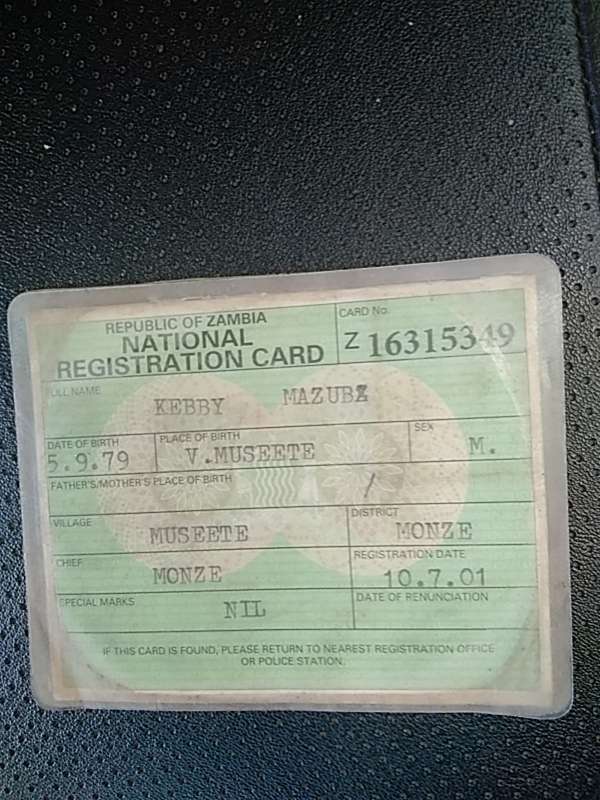 REPUBLIC OF ZAMBIA
NATIONAL
REGISTRATION CARD
CARD No.
Z 16315349
FULL NAME
KEBBY MAZUBZ
DATE OF BIRTH
5.9.79
PLACE OF BIRTH
V.MUSEETE
SEX
M.
FATHER'S/MOTHER'S PLACE OF BIRTH
/
VILLAGE
MUSEETE
DISTRICT
MONZE
CHIEF
MONZE
REGISTRATION DATE
10.7.01
SPECIAL MARKS
NIL
DATE OF RENUNCIATION
IF THIS CARD IS FOUND, PLEASE RETURN TO NEAREST REGISTRATION OFFICE
OR POLICE STATION.